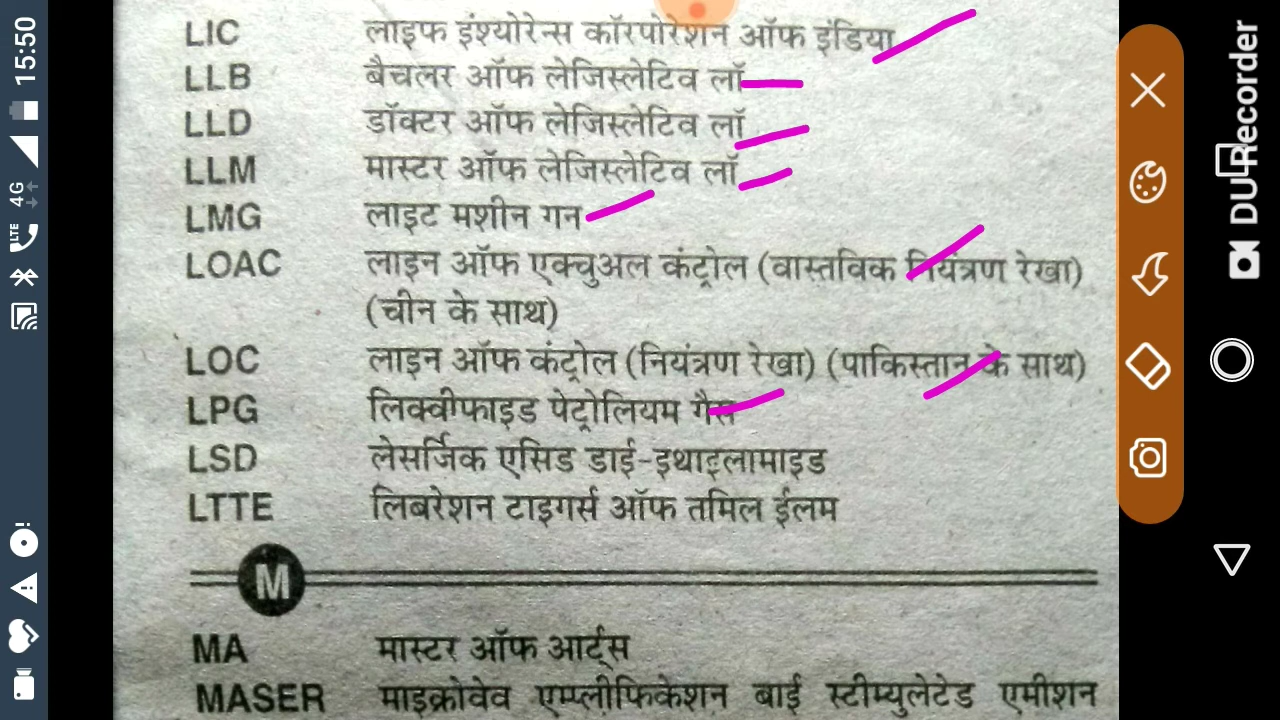 LIC लाइफ इंश्योरेन्स कॉरपोरेशन ऑफ इंडिया
LLB बैचलर ऑफ लेजिस्लेटिव लॉ
LLD डॉक्टर ऑफ लेजिस्लेटिव लॉ
LLM मास्टर ऑफ लेजिस्लेटिव लॉ
LMG लाइट मशीन गन
LOAC लाइन ऑफ एक्चुअल कंट्रोल (वास्तविक नियंत्रण रेखा)
(चीन के साथ)
LOC लाइन ऑफ कंट्रोल (नियंत्रण रेखा) (पाकिस्तान के साथ)
LPG लिक्वीफाइड पेट्रोलियम गैस
LSD लेसर्जिक एसिड डाई-इथाइलामाइड
LTTE लिबरेशन टाइगर्स ऑफ तमिल ईलम
M
MA मास्टर ऑफ आर्ट्स
MASER माइक्रोवेव एम्प्लीफिकेशन बाई स्टीम्युलेटेड एमीशन
15:50
4G
LTE
DU Recorder